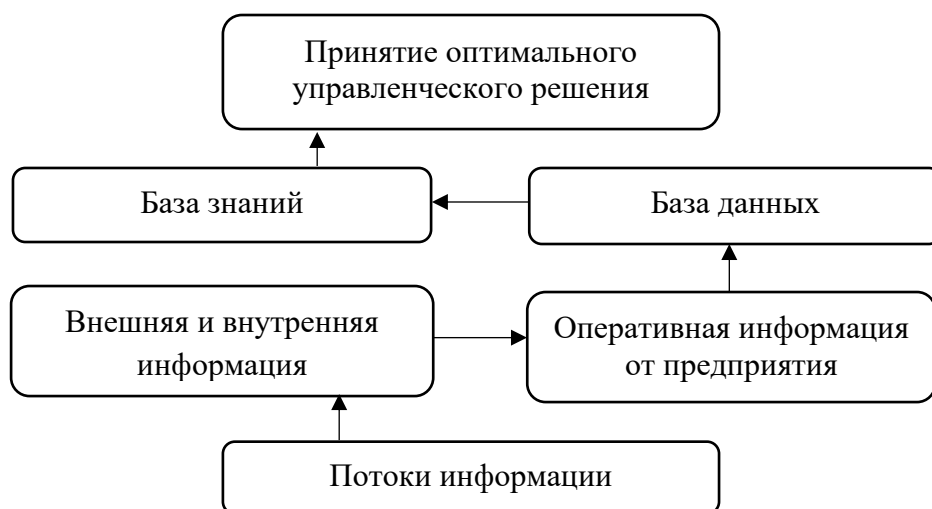 Принятие оптимального
управленческого решения
База знаний
База данных
Внешняя и внутренняя
информация
Оперативная информация
от предприятия
Потоки информации